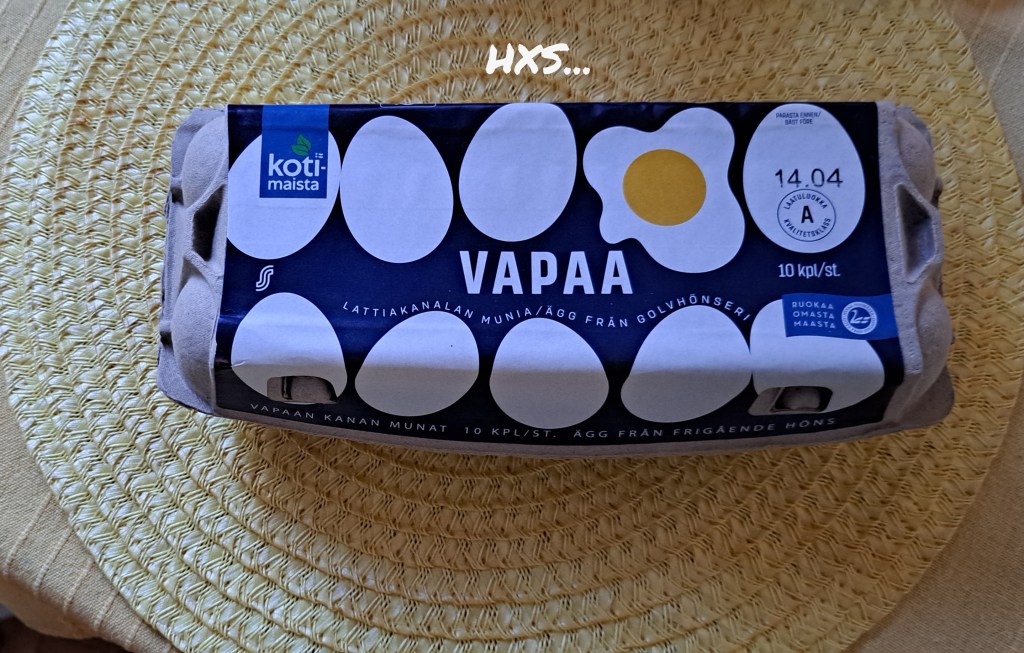 HXS...
koti-
maista
PARASTA ENNEN/
BÄST FÖRE
14.04
LAATULUOKKA
A
KVALITETSKLASS
VAPAA
10 kpl/st.
LATTIAKANALAN MUNIA/ÄGG FRÅN GOLVHÖNSERI
RUOKAA
OMASTA
MAASTA
VAPAAN KANAN MUNAT 10 KPL/ST. ÄGG FRÅN FRIGÅENDE HÖNS